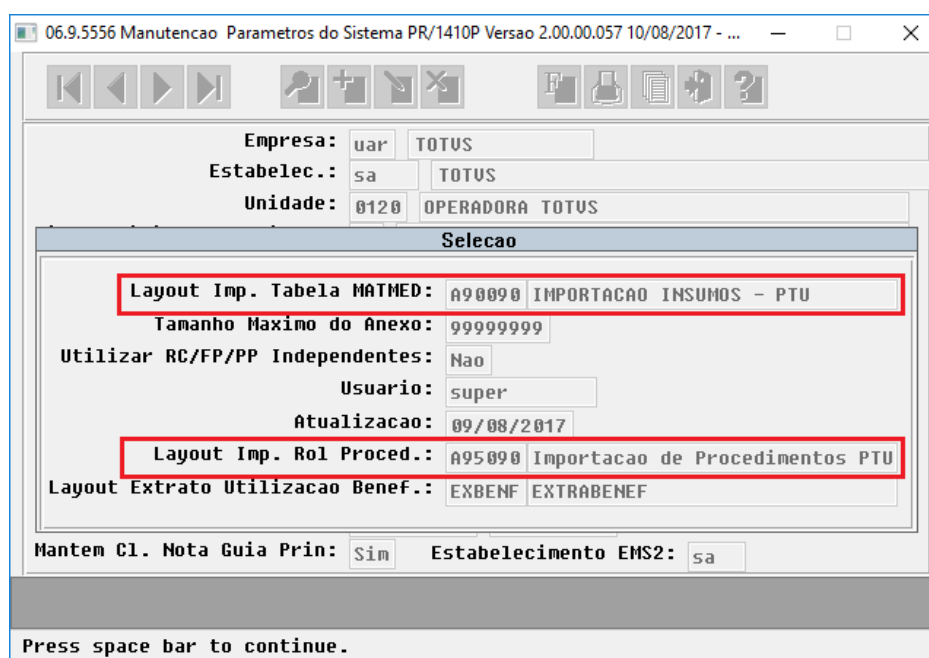 06.9.5556 Manutencao Parametros do Sistema PR/1410P Versao 2.00.00.057 10/08/2017 - ...
Empresa: uar TOTVS
Estabelec.: sa TOTVS
Unidade: 0120 OPERADORA TOTVS
Selecao
Layout Imp. Tabela MATMED: A90090 IMPORTACAO INSUMOS - PTU
Tamanho Maximo do Anexo: 99999999
Utilizar RC/FP/PP Independentes: Nao
Usuario: super
Atualizacao: 09/08/2017
Layout Imp. Rol Proced.: A95090 Importacao de Procedimentos PTU
Layout Extrato Utilizacao Benef.: EXBENF EXTRABENEF
Mantem Cl. Nota Guia Prin: Sim Estabelecimento EMS2: sa
Press space bar to continue.